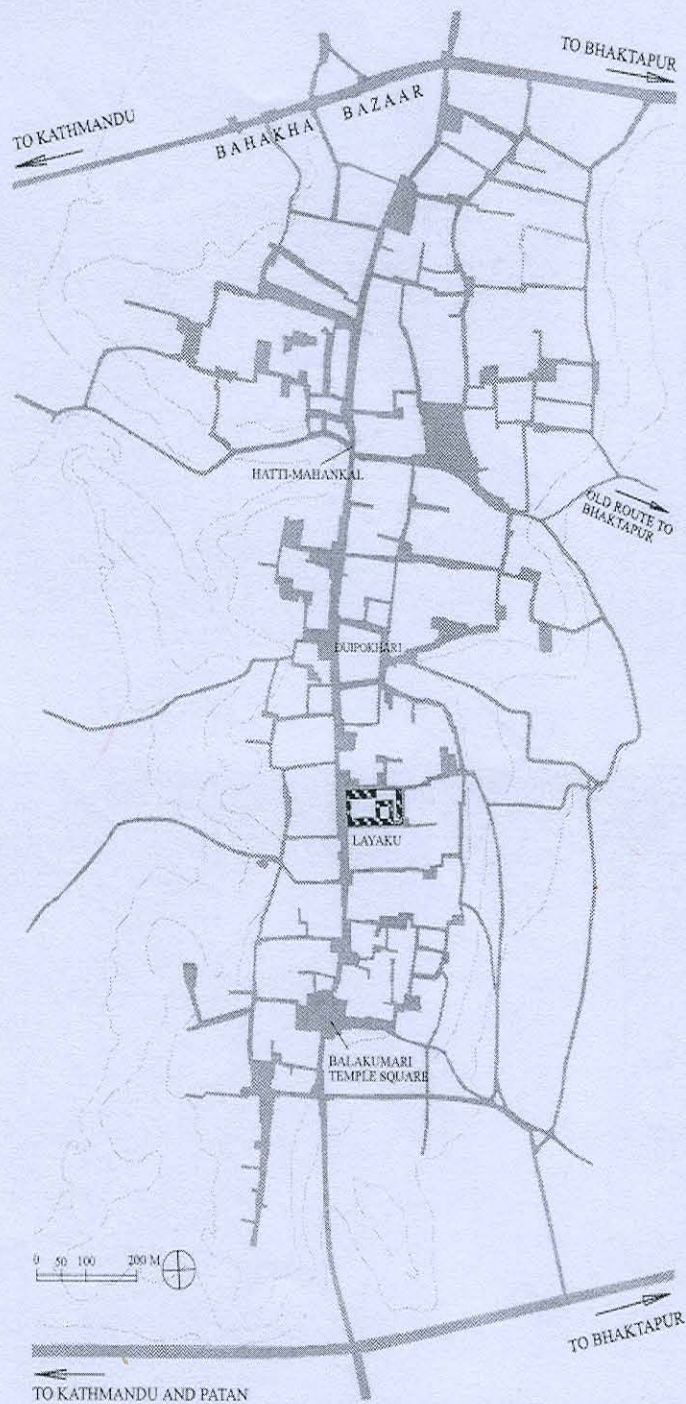 TO BHAKTAPUR
TO KATHMANDU
BAHAKHA BAZAAR
HATTI-MAHANKAL
OLD ROUTE TO
BHAKTAPUR
DUIPOKHARI
LAYAKU
BALAKUMARI
TEMPLE SQUARE
0 50 100 200 M
TO BHAKTAPUR
TO KATHMANDU AND PATAN